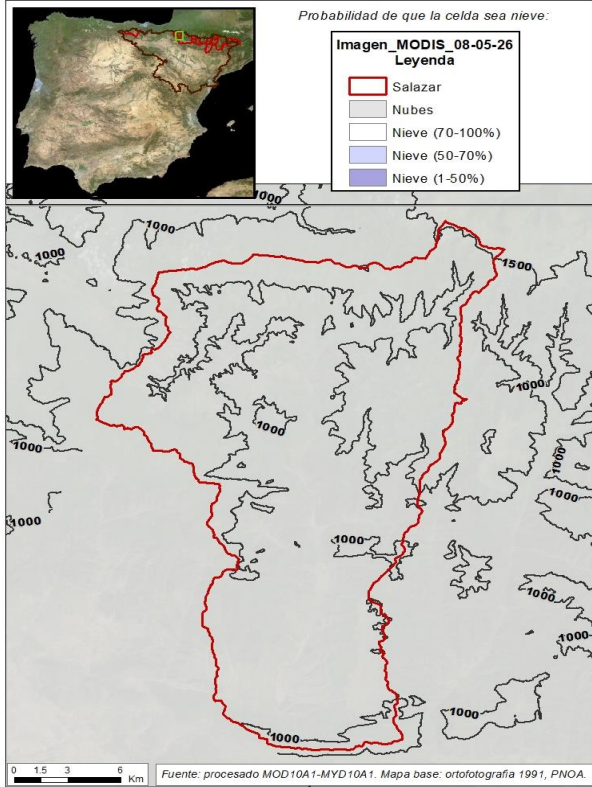 Probabilidad de que la celda sea nieve:
Imagen_MODIS_08-05-26
Leyenda
Salazar
Nubes
Nieve (70-100%)
Nieve (50-70%)
Nieve (1-50%)
1000
1000
1000
1500
1000
1000
1000
1000
1000
1000
1000
1000
1000
1000
1000
0 1.5 3 6
Km
Fuente: procesado MOD10A1-MYD10A1. Mapa base: ortofotografía 1991, PNOA.